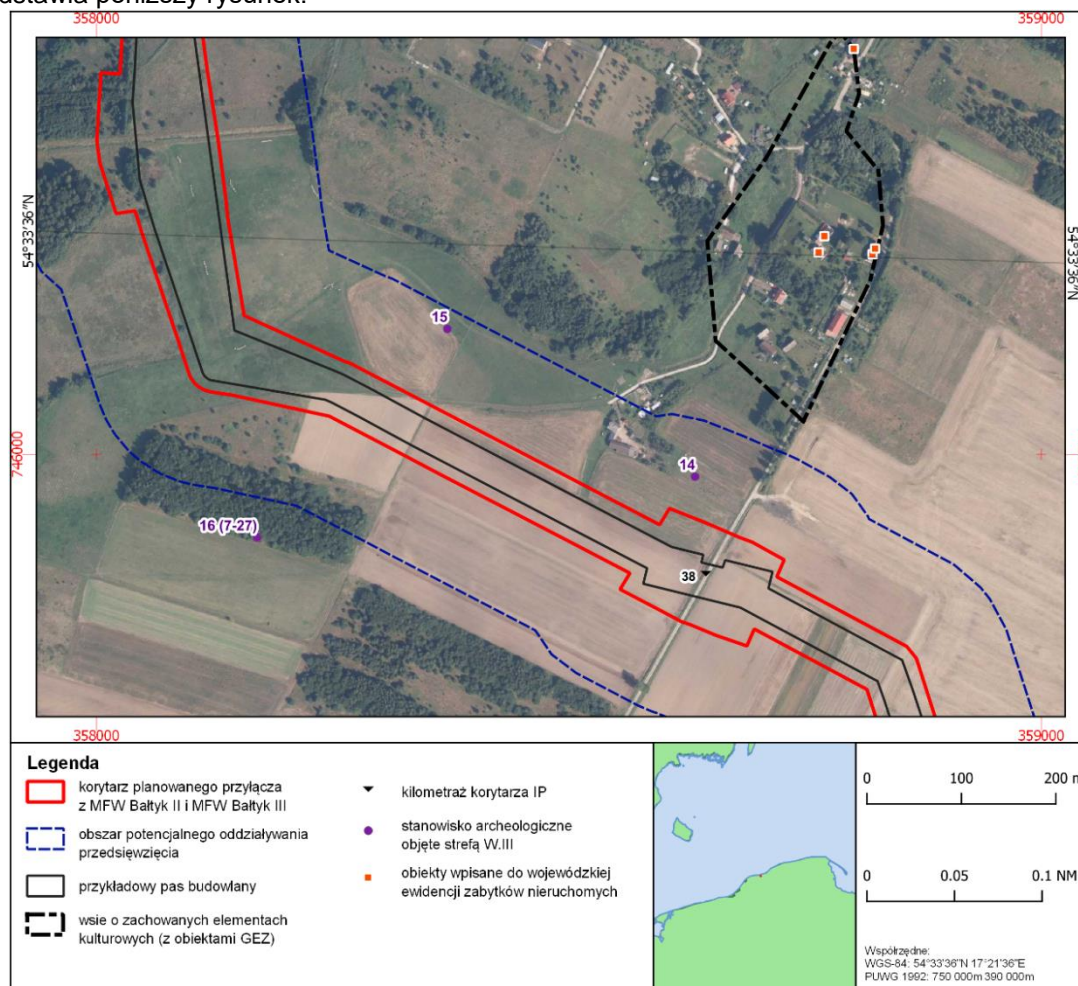 dstawia poniższy rysunek.
358000
359000
54°33'36"N
54°33'36"N
15
746000
14
16 (7-27)
38
358000
359000
Legenda
korytarz planowanego przyłącza
z MFW Bałtyk II i MFW Bałtyk III
obszar potencjalnego oddziaływania
przedsięwzięcia
przykładowy pas budowlany
wsie o zachowanych elementach
kulturowych (z obiektami GEZ)
kilometraż korytarza IP
stanowisko archeologiczne
objęte strefą W.III
obiekty wpisane do wojewódzkiej
ewidencji zabytków nieruchomych
0 100 200 m
0 0.05 0.1 NM
Współrzędne:
WGS-84: 54°33'36"N 17°21'36"E
PUWG 1992: 750 000m 390 000m